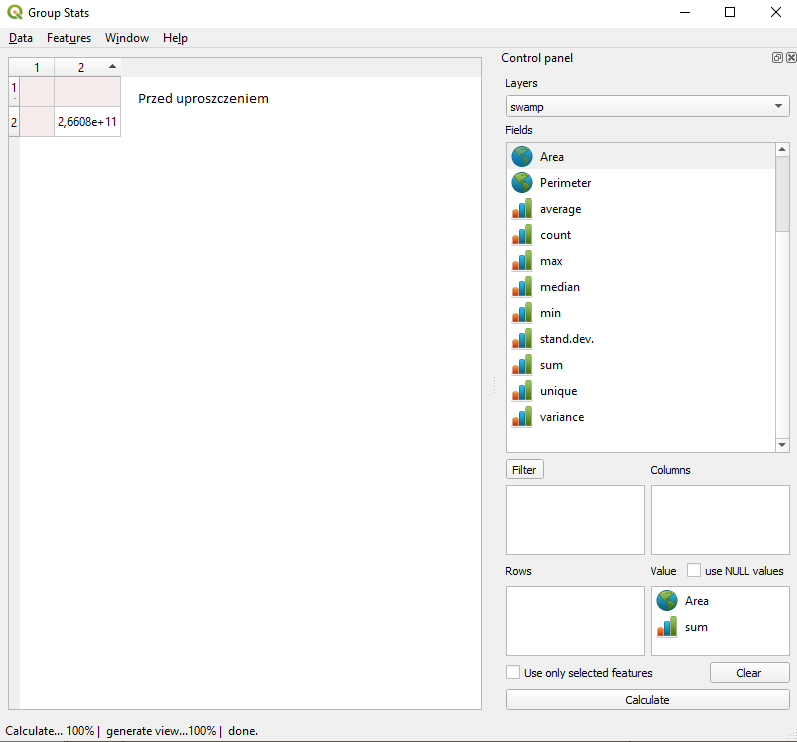 Group Stats
Data Features Window Help
1 2
1
2 2,6608e+11
Przed uproszczeniem
Control panel
Layers
swamp
Fields
Area
Perimeter
average
count
max
median
min
stand.dev.
sum
unique
variance
Filter Columns
Rows Value use NULL values
Area
sum
Use only selected features Clear
Calculate
Calculate... 100% | generate view...100% | done.